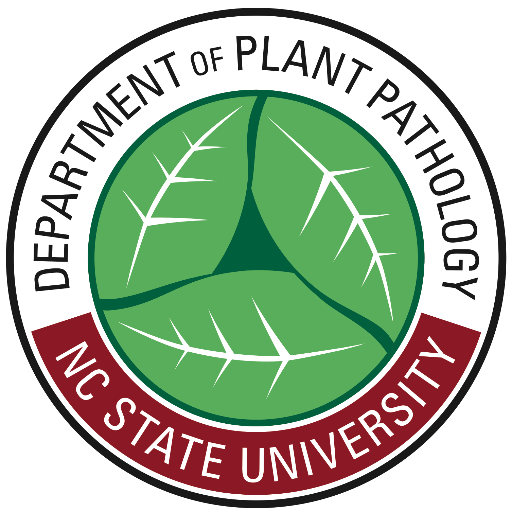 DEPARTMENT OF PLANT PATHOLOGY
NC STATE UNIVERSITY